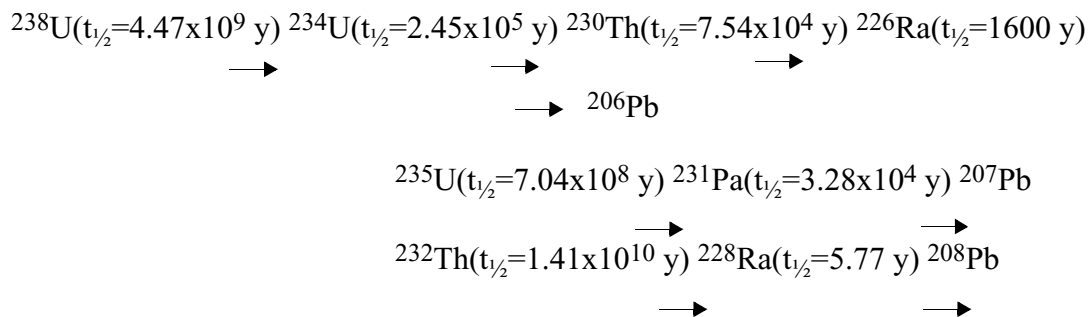 ²³⁸U(t½=4.47x10⁹ y) ²³⁴U(t½=2.45x10⁵ y) ²³⁰Th(t½=7.54x10⁴ y) ²²⁶Ra(t½=1600 y)
→ → →
→ ²⁰⁶Pb
²³⁵U(t½=7.04x10⁸ y) ²³¹Pa(t½=3.28x10⁴ y) ²⁰⁷Pb
→ →
²³²Th(t½=1.41x10¹⁰ y) ²²⁸Ra(t½=5.77 y) ²⁰⁸Pb
→ →